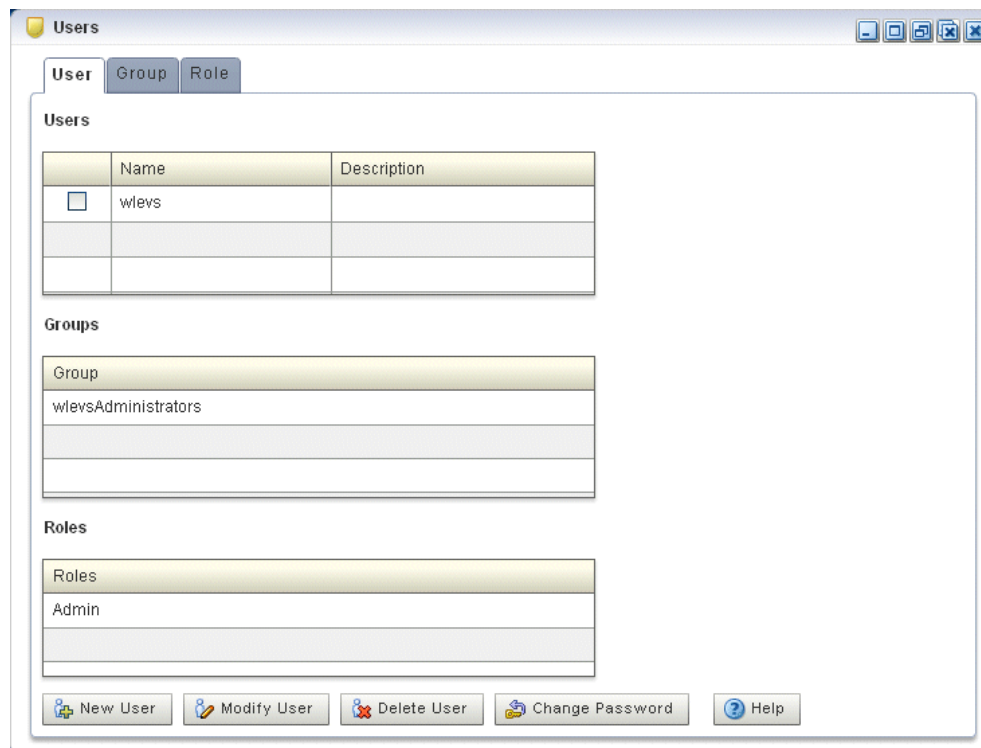 Users
User Group Role
Users
Name Description
wlevs
Groups
Group
wlevsAdministrators
Roles
Roles
Admin
New User Modify User Delete User Change Password Help